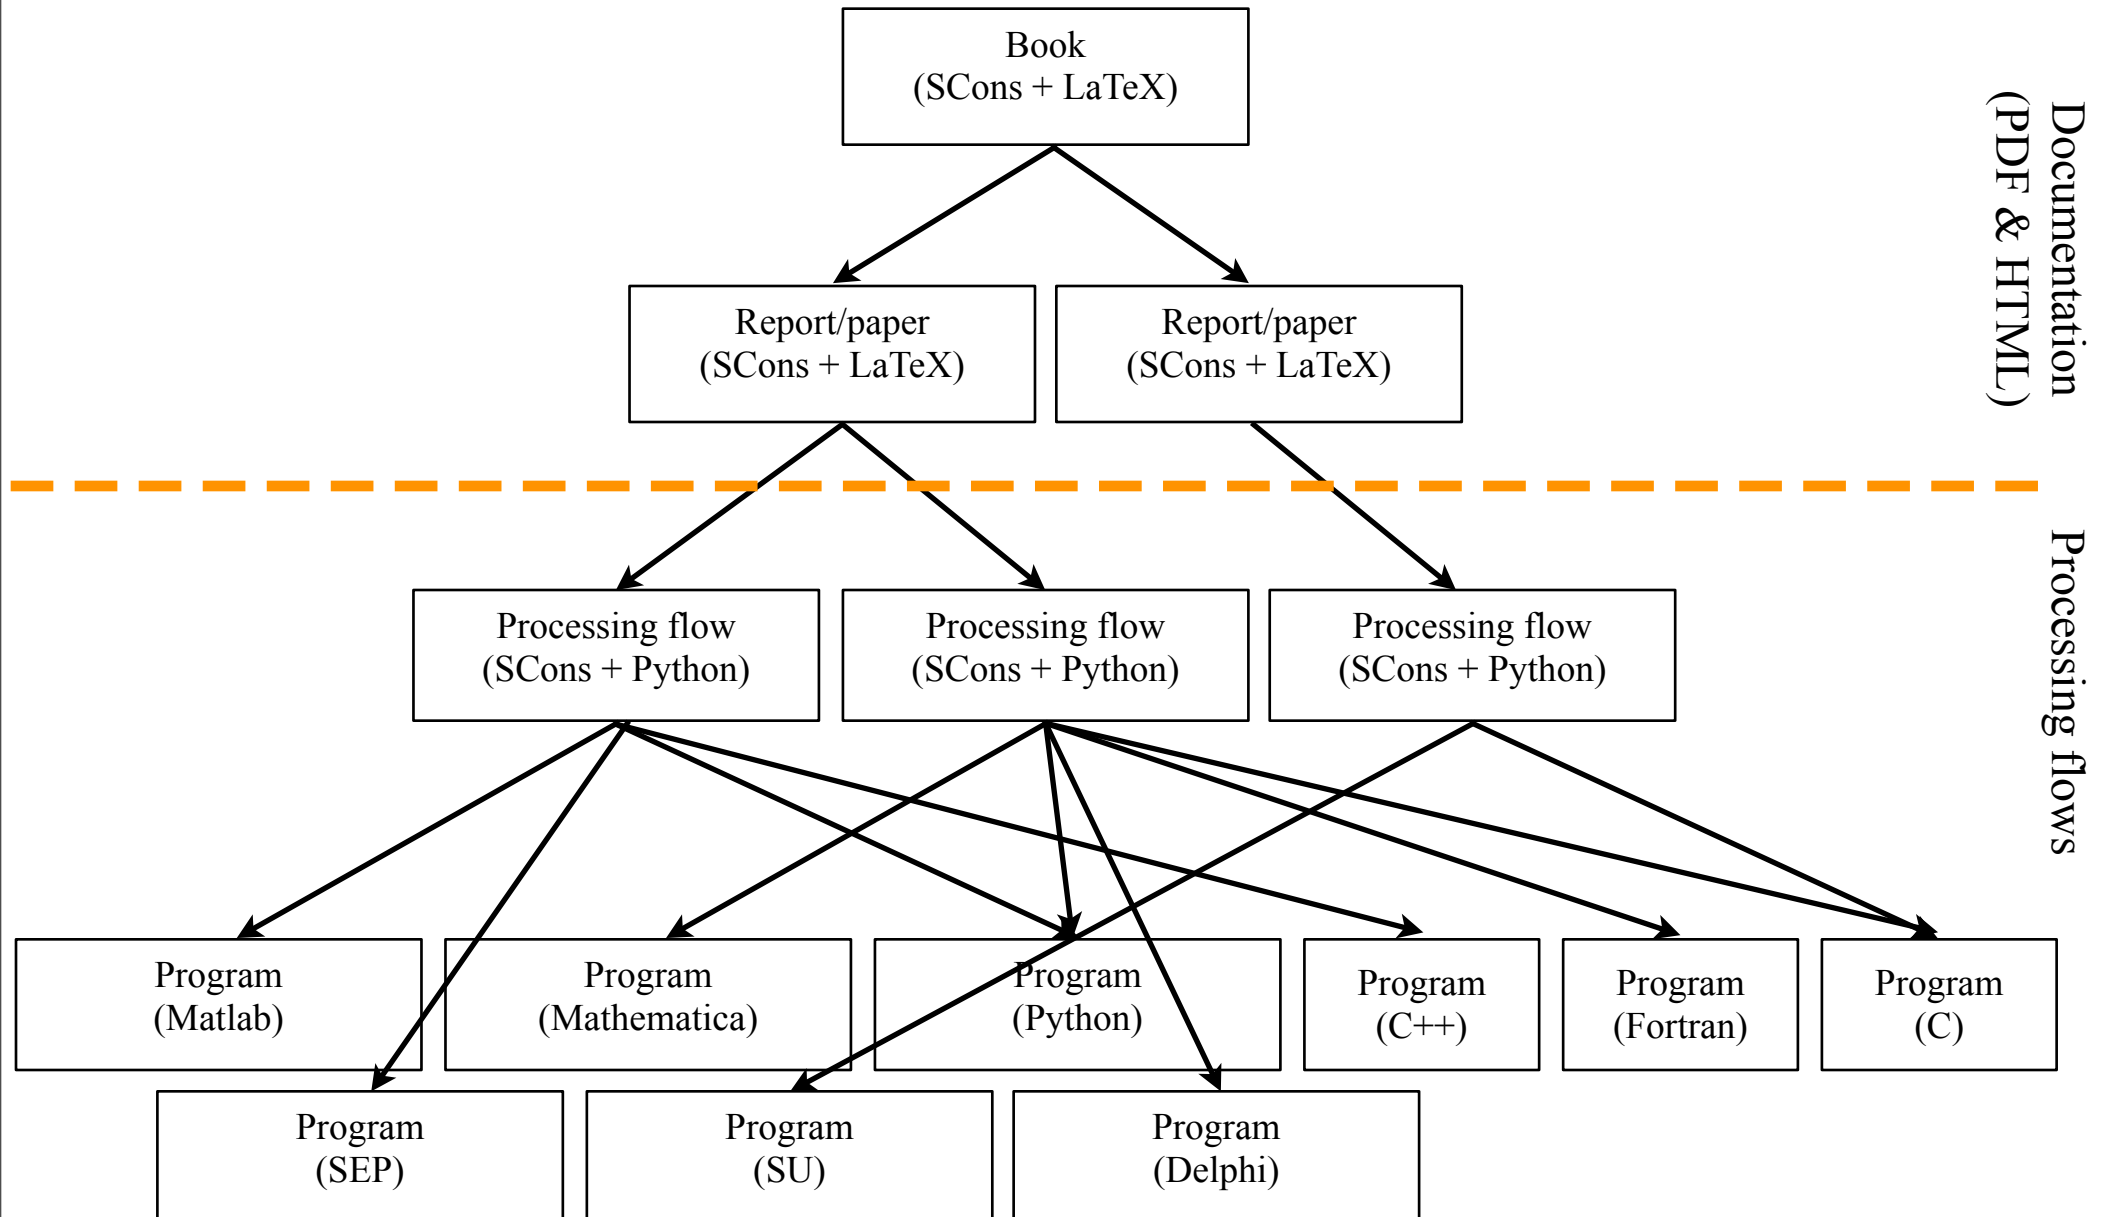 Book
(SCons + LaTeX)
Documentation
(PDF & HTML)
Report/paper
(SCons + LaTeX)
Report/paper
(SCons + LaTeX)
Processing flows
Processing flow
(SCons + Python)
Processing flow
(SCons + Python)
Processing flow
(SCons + Python)
Program
(Matlab)
Program
(Mathematica)
Program
(Python)
Program
(C++)
Program
(Fortran)
Program
(C)
Program
(SEP)
Program
(SU)
Program
(Delphi)